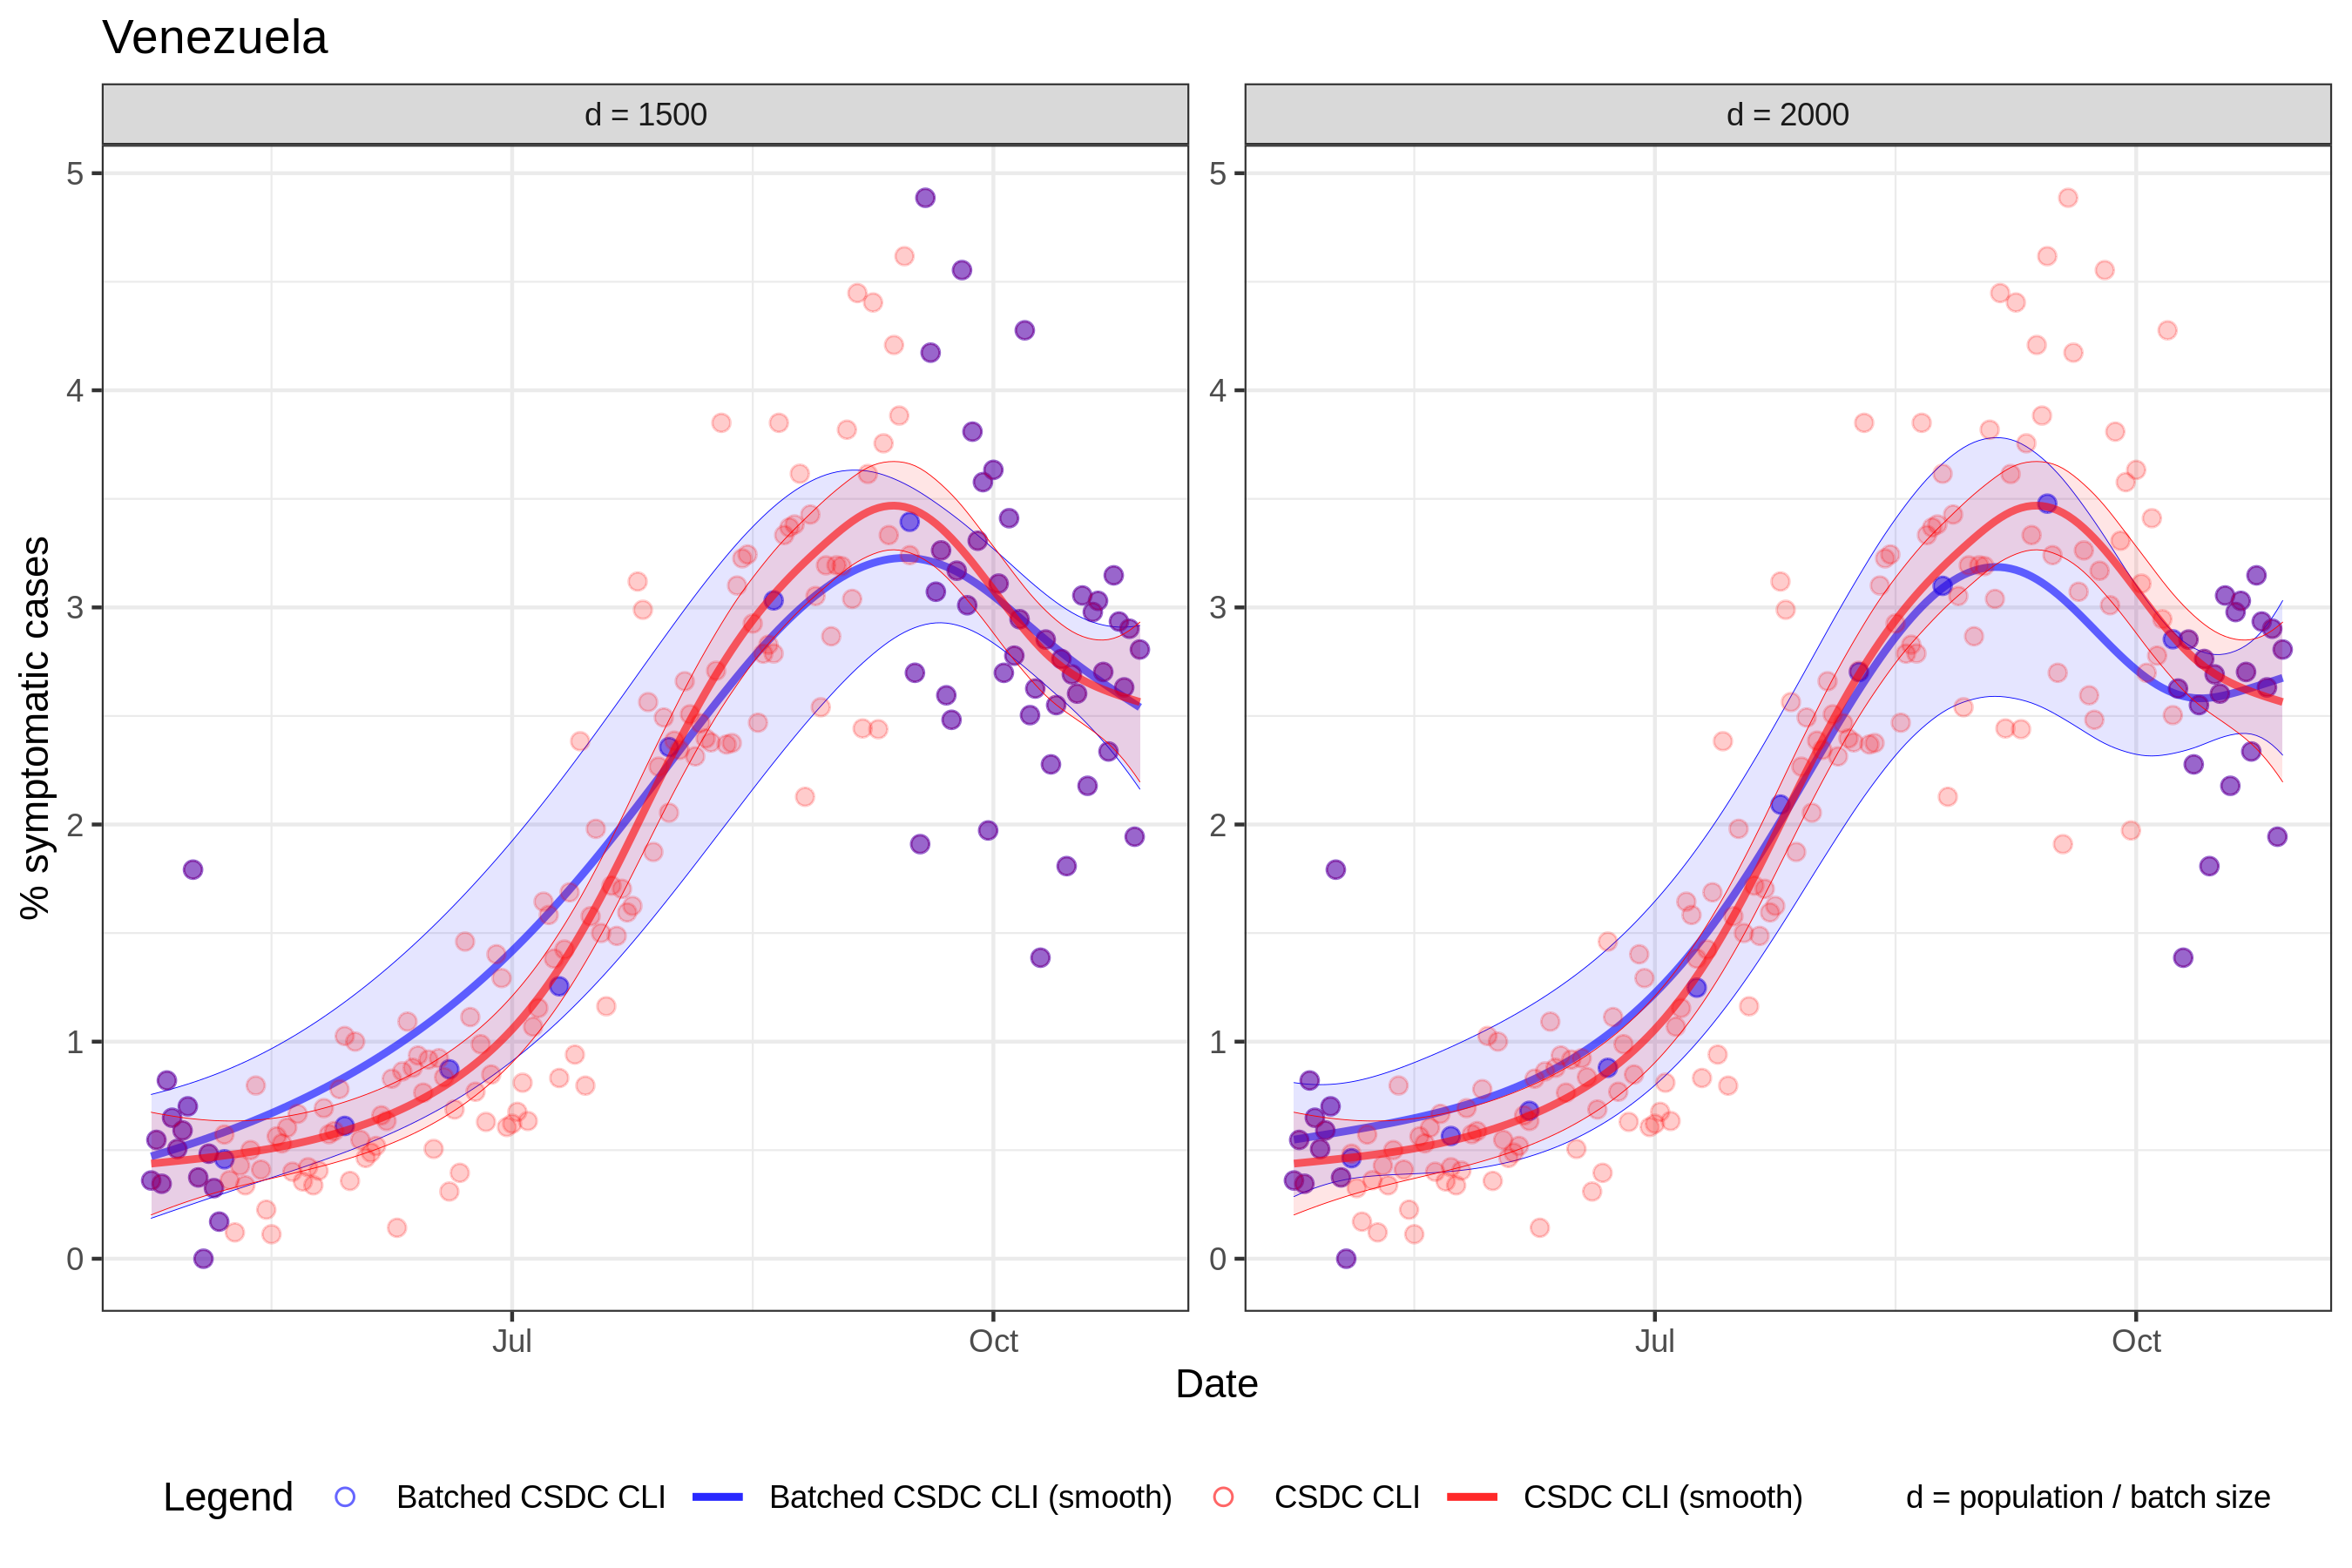 Venezuela
d = 1500
d = 2000
% symptomatic cases
5
4
3
2
1
0
5
4
3
2
1
0
Jul
Oct
Jul
Oct
Date
Legend
Batched CSDC CLI
Batched CSDC CLI (smooth)
CSDC CLI
CSDC CLI (smooth)
d = population / batch size